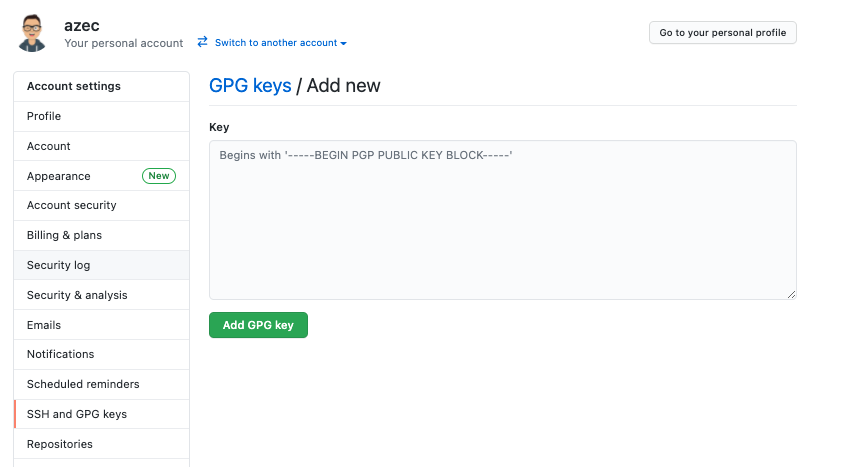 azec
Your personal account
Switch to another account
Go to your personal profile
Account settings
Profile
Account
Appearance New
Account security
Billing & plans
Security log
Security & analysis
Emails
Notifications
Scheduled reminders
SSH and GPG keys
Repositories
GPG keys / Add new
Key
Begins with '-----BEGIN PGP PUBLIC KEY BLOCK-----'
Add GPG key